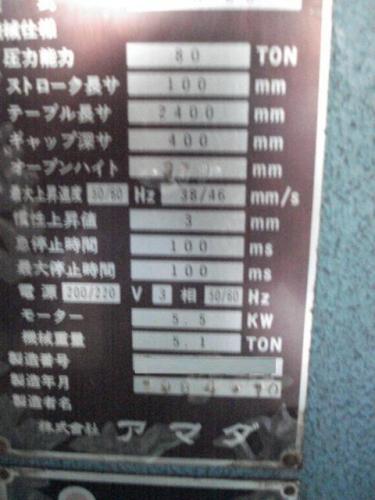 機械仕様
圧力能力 80 TON
ストローク長サ 100 mm
テーブル長サ 2400 mm
ギャップ深サ 400 mm
オープンハイト mm
最大上昇速度 50/60 Hz 38/46 mm/s
慣性上昇値 3 mm
急停止時間 100 ms
最大停止時間 100 ms
電源 200/220 V 3 相 50/60 Hz
モーター 5.5 KW
機械重量 5.1 TON
製造番号
製造年月
製造者名
株式会社 アマダ